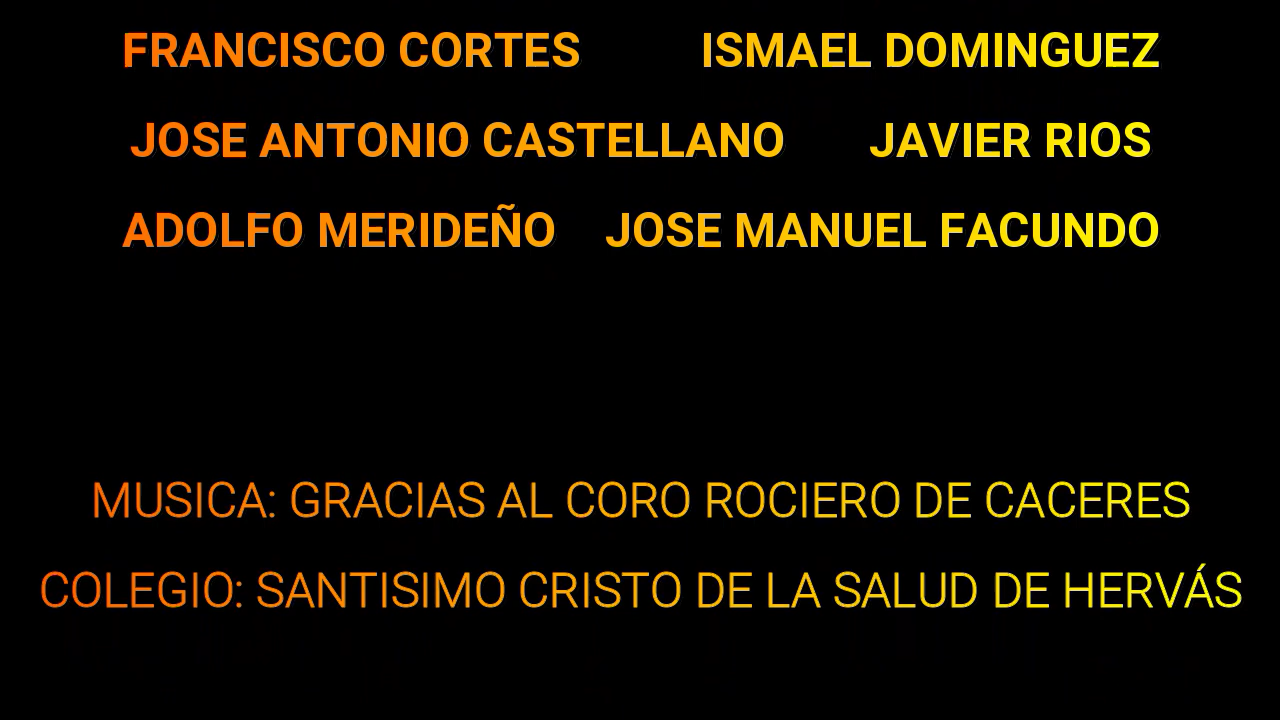 FRANCISCO CORTES ISMAEL DOMINGUEZ
JOSE ANTONIO CASTELLANO JAVIER RIOS
ADOLFO MERIDEÑO JOSE MANUEL FACUNDO
MUSICA: GRACIAS AL CORO ROCIERO DE CACERES
COLEGIO: SANTISIMO CRISTO DE LA SALUD DE HERVÁS